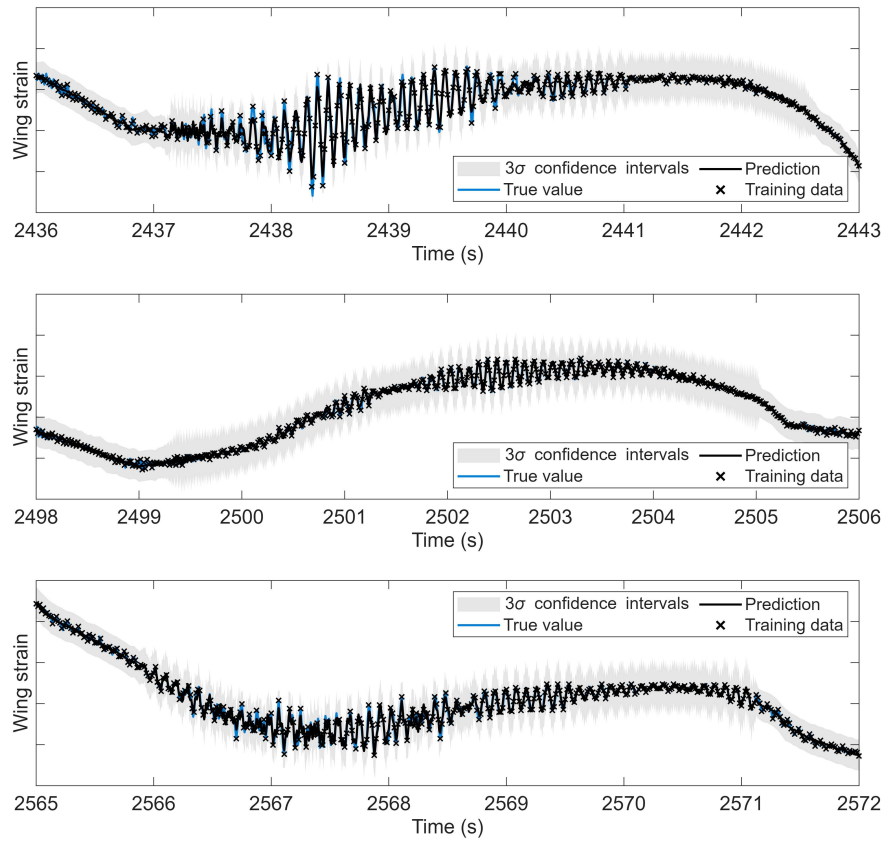 Wing strain
3σ confidence intervals Prediction
True value Training data
2436 2437 2438 2439 2440 2441 2442 2443
Time (s)
Wing strain
3σ confidence intervals Prediction
True value Training data
2498 2499 2500 2501 2502 2503 2504 2505 2506
Time (s)
Wing strain
3σ confidence intervals Prediction
True value Training data
2565 2566 2567 2568 2569 2570 2571 2572
Time (s)